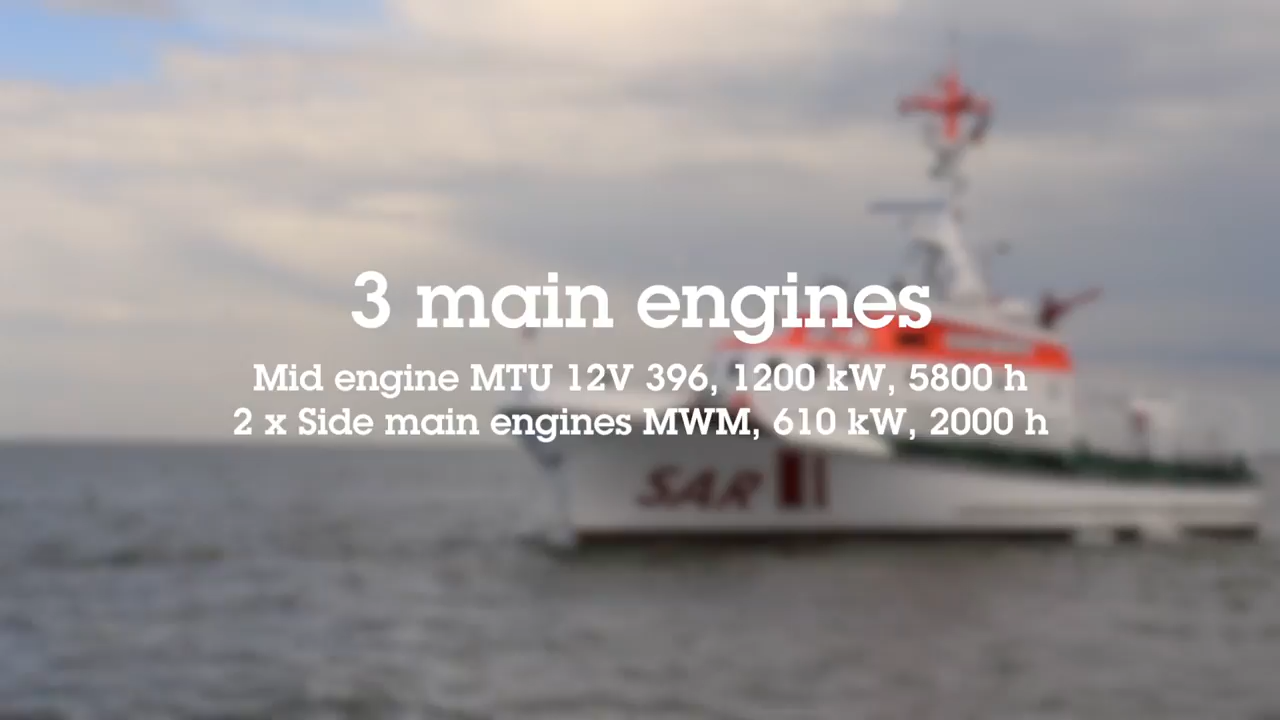 3 main engines
Mid engine MTU 12V 396, 1200 kW, 5800 h
2 x Side main engines MWM, 610 kW, 2000 h
SAR